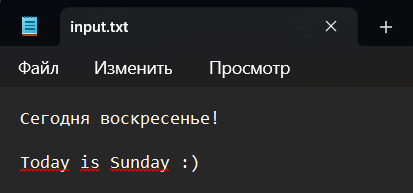 input.txt
Файл Изменить Просмотр
Сегодня воскресенье!
Today is Sunday :)